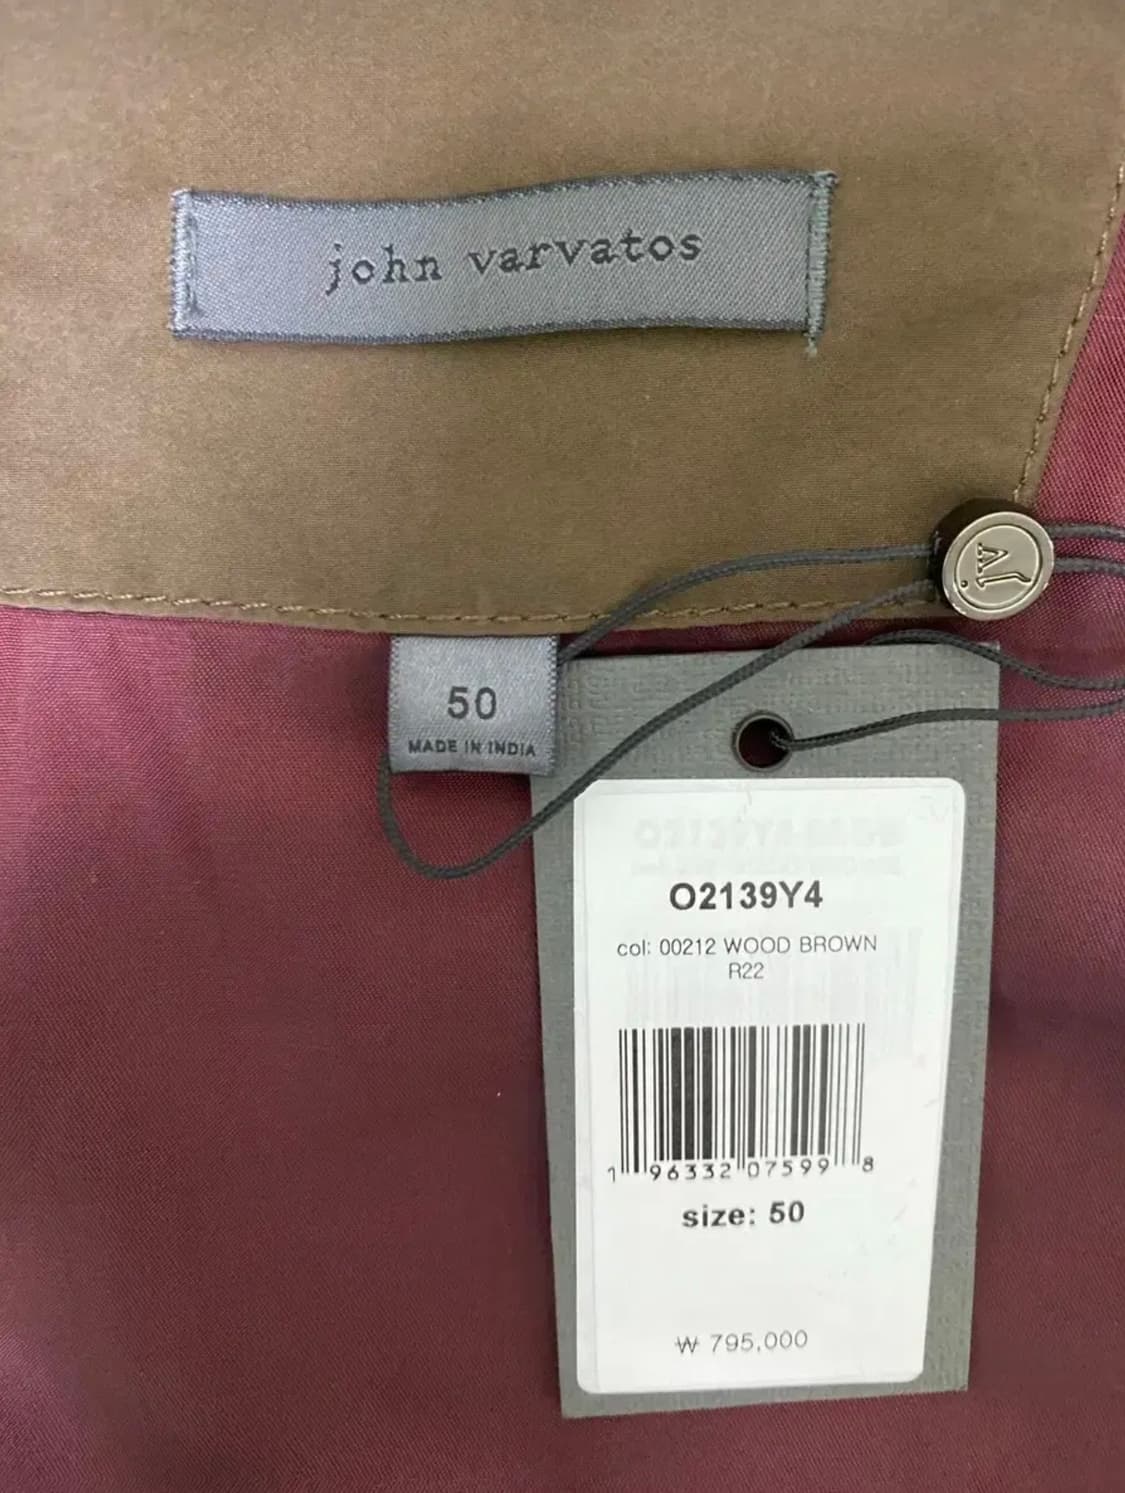 john varvatos
50
MADE IN INDIA
JV.
O2139Y4
col: 00212 WOOD BROWN
R22
1 96332 07599 8
size: 50
₩ 795,000